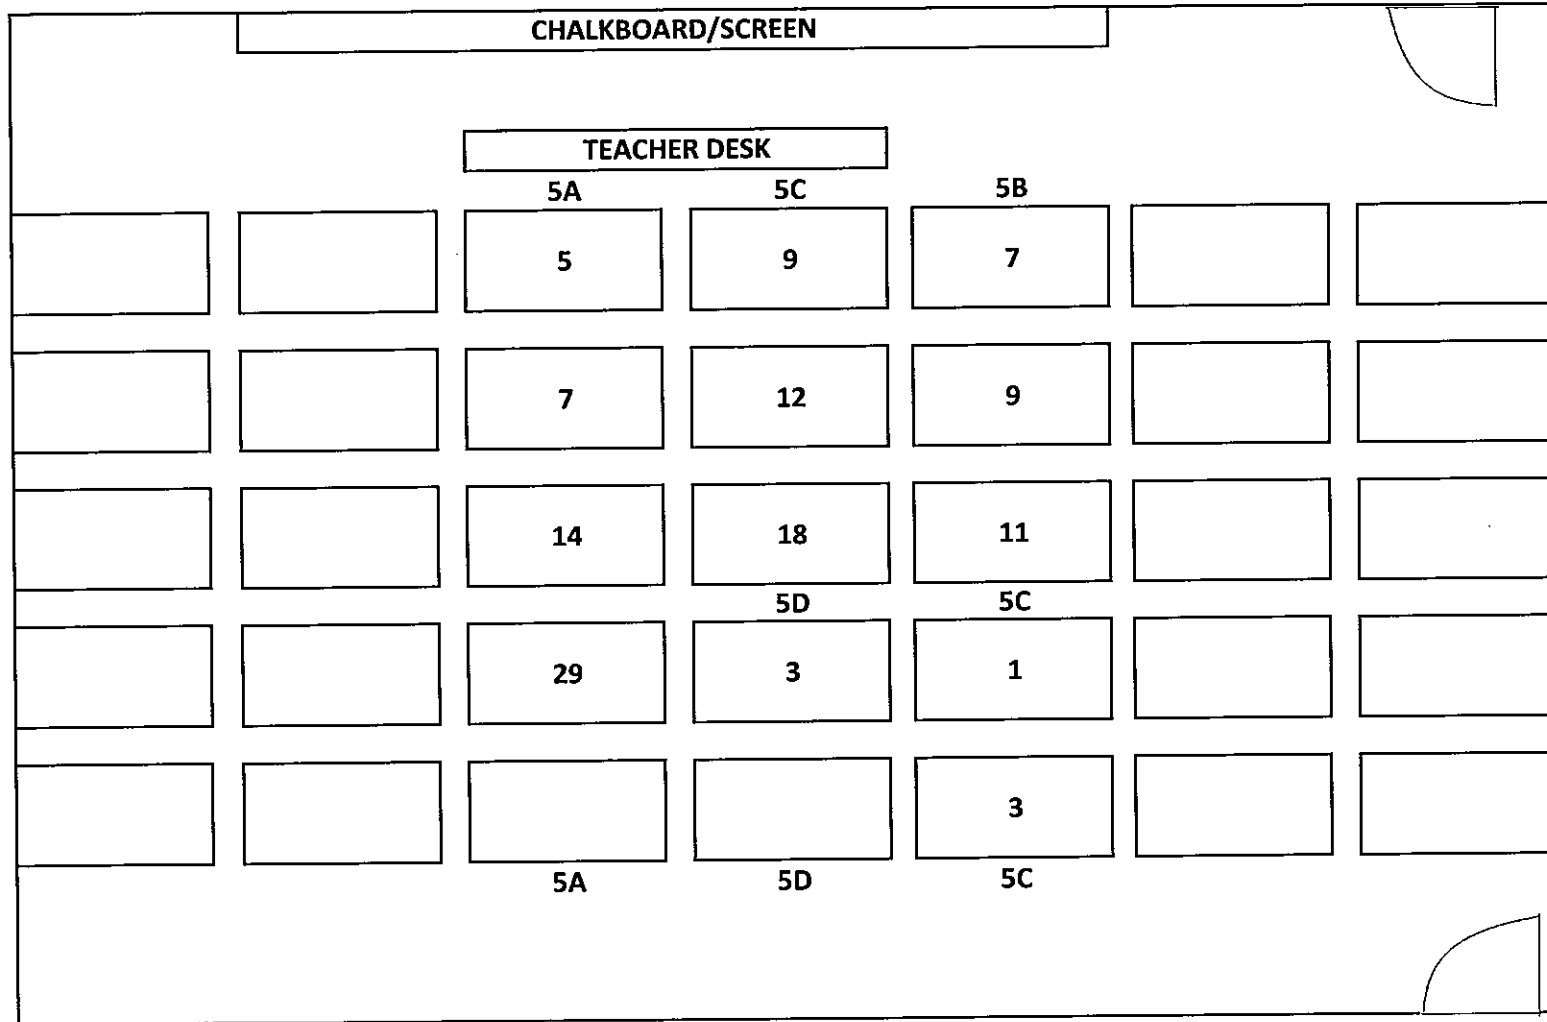 CHALKBOARD/SCREEN
TEACHER DESK
5A 5C 5B
5 9 7
7 12 9
14 18 11
5D 5C
29 3 1
3
5A 5D 5C